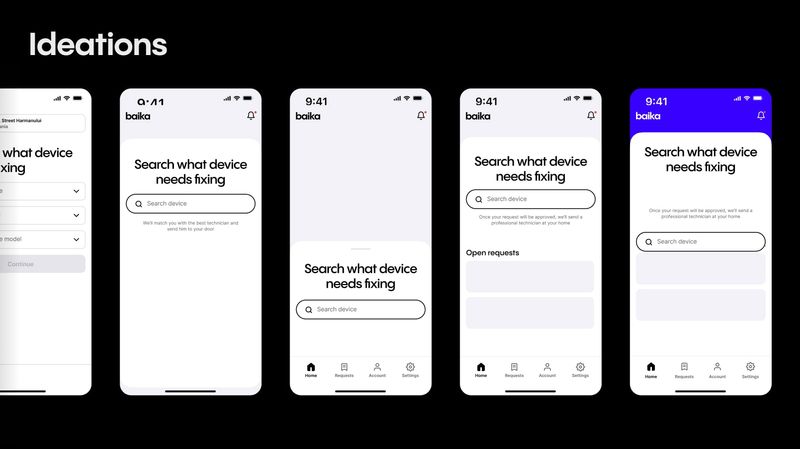 Ideations
Street Harmanului
ania
what device
xing
e
e model
Continue
9:41
baika
Search what device
needs fixing
Search device
We'll match you with the best technician and
send him to your door
9:41
baika
Search what device
needs fixing
Search device
Home
Requests
Account
Settings
9:41
baika
Search what device
needs fixing
Search device
Once your request will be approved, we'll send a
professional technician at your home
Open requests
Home
Requests
Account
Settings
9:41
baika
Search what device
needs fixing
Once your request will be approved, we'll send a
professional technician at your home
Search device
Home
Requests
Account
Settings